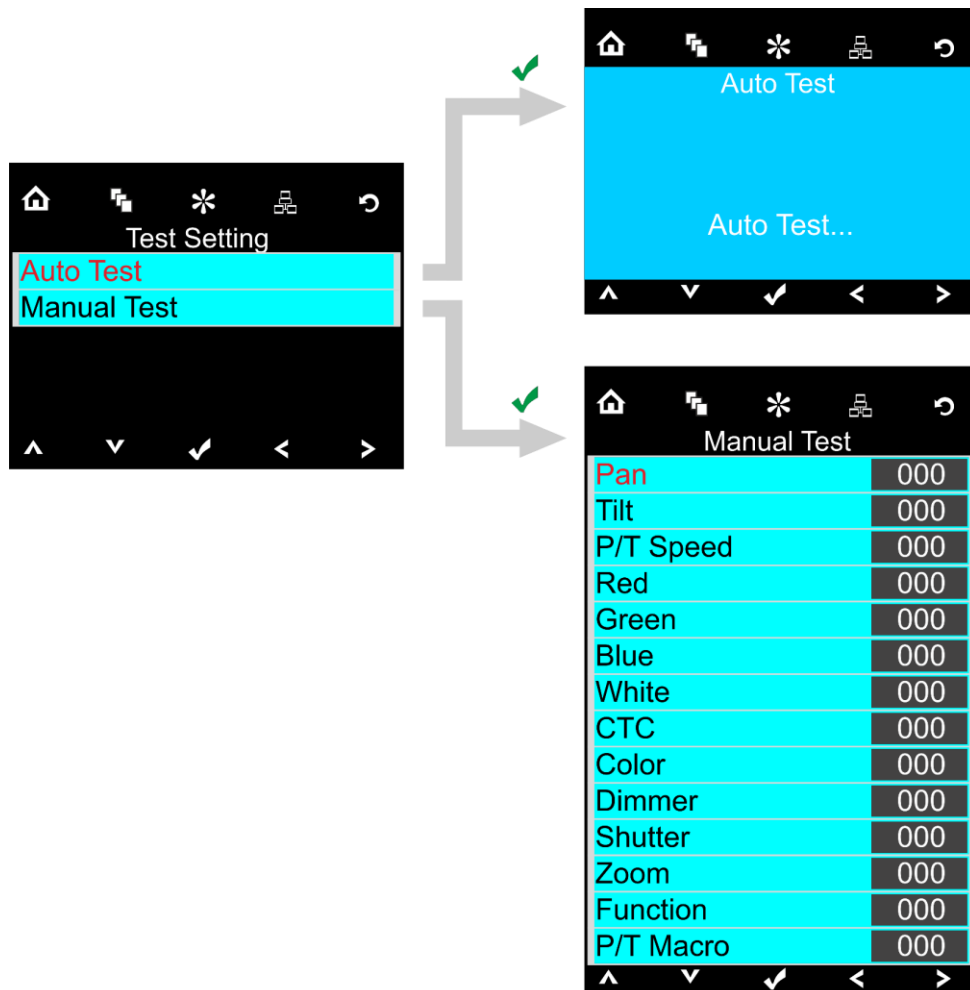 Test Setting
Auto Test
Manual Test
Auto Test
Auto Test...
Manual Test
Pan 000
Tilt 000
P/T Speed 000
Red 000
Green 000
Blue 000
White 000
CTC 000
Color 000
Dimmer 000
Shutter 000
Zoom 000
Function 000
P/T Macro 000